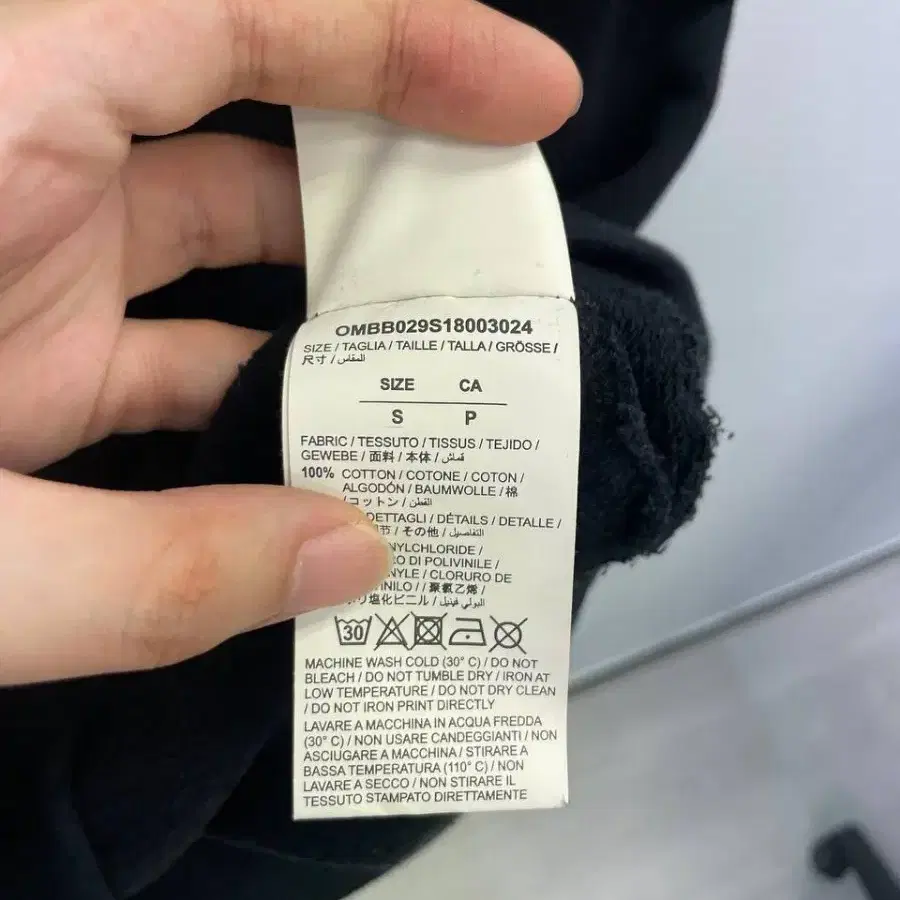 OMBB029S18003024
SIZE / TAGLIA / TAILLE / TALLA / GRÖSSE /
尺寸 / المقاس
SIZE CA
S P
FABRIC / TESSUTO / TISSUS / TEJIDO /
GEWEBE / 面料 / 本体 / قماش
100% COTTON / COTONE / COTON /
ALGODÓN / BAUMWOLLE / 棉
/ コットン / القطن
DETTAGLI / DÉTAILS / DETALLE /
/ その他 / التفاصيل
DI POLIVINILE /
CLORURO DE
/ 聚氯乙烯 /
塩化ビニル / البولي فينيل
30
MACHINE WASH COLD (30° C) / DO NOT
BLEACH / DO NOT TUMBLE DRY / IRON AT
LOW TEMPERATURE / DO NOT DRY CLEAN
/ DO NOT IRON PRINT DIRECTLY
LAVARE A MACCHINA IN ACQUA FREDDA
(30° C) / NON USARE CANDEGGIANTI / NON
ASCIUGARE A MACCHINA / STIRARE A
BASSA TEMPERATURA (110° C) / NON
LAVARE A SECCO / NON STIRARE IL
TESSUTO STAMPATO DIRETTAMENTE